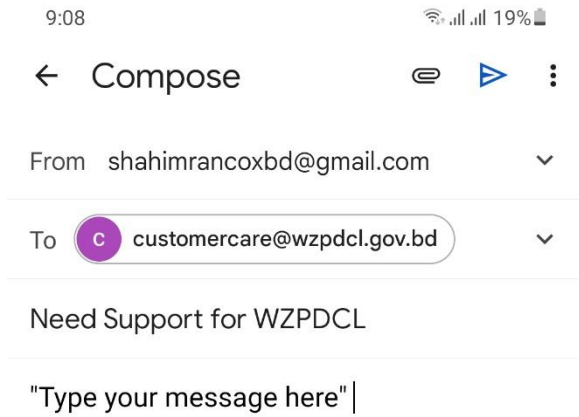 9:08 19%
Compose
From shahimrancoxbd@gmail.com
To C customercare@wzpdcl.gov.bd
Need Support for WZPDCL
"Type your message here"